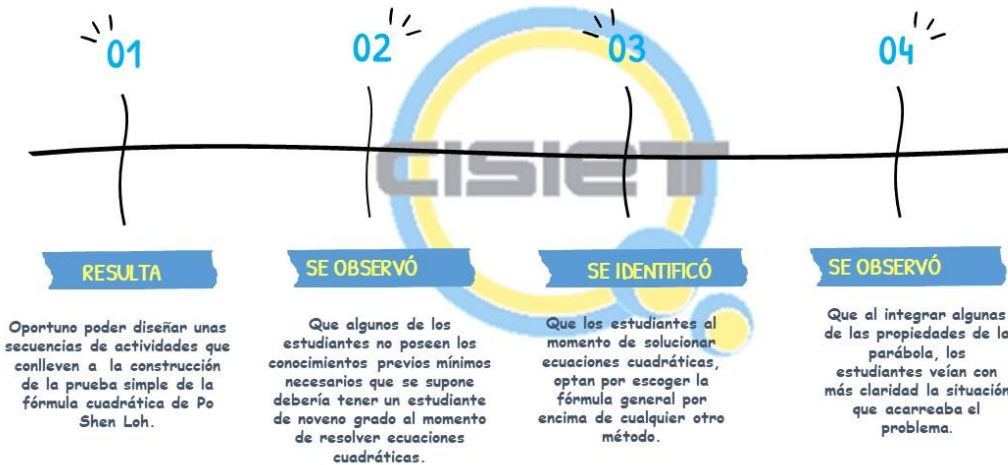 01
RESULTA
Oportuno poder diseñar unas
secuencias de actividades que
conlleven a la construcción
de la prueba simple de la
fórmula cuadrática de Po
Shen Loh.
02
SE OBSERVÓ
Que algunos de los
estudiantes no poseen los
conocimientos previos mínimos
necesarios que se supone
debería tener un estudiante
de noveno grado al momento
de resolver ecuaciones
cuadráticas.
03
SE IDENTIFICÓ
Que los estudiantes al
momento de solucionar
ecuaciones cuadráticas,
optan por escoger la
fórmula general por
encima de cualquier otro
método.
04
SE OBSERVÓ
Que al integrar algunas
de las propiedades de la
parábola, los
estudiantes veían con
más claridad la situación
que acarreaba el
problema.
CISIET